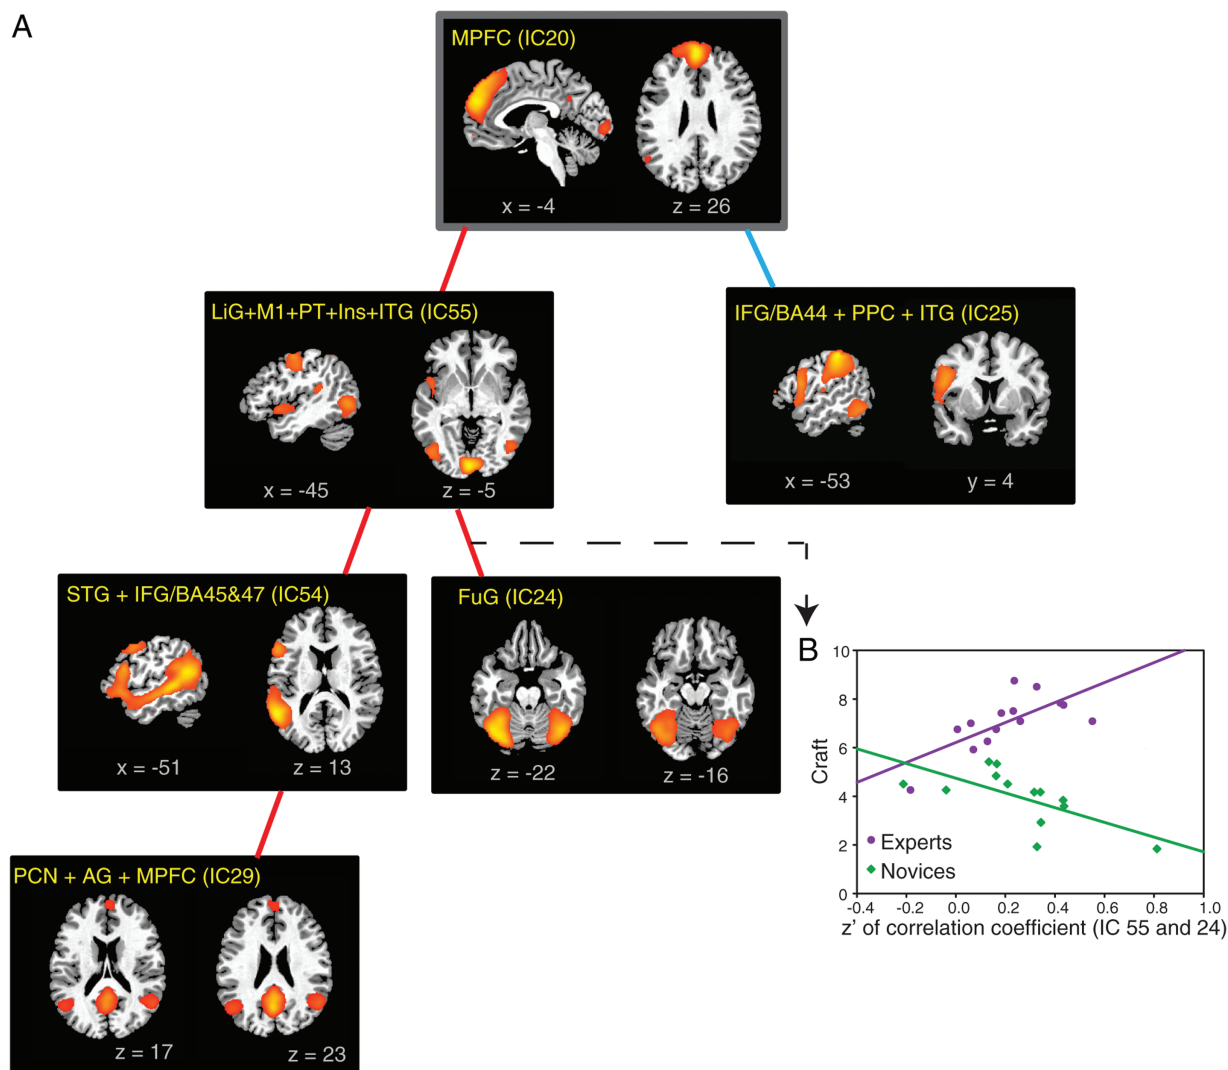 A
MPFC (IC20)
x = -4
z = 26
LiG+M1+PT+Ins+ITG (IC55)
x = -45
z = -5
IFG/BA44 + PPC + ITG (IC25)
x = -53
y = 4
STG + IFG/BA45&47 (IC54)
x = -51
z = 13
FuG (IC24)
z = -22
z = -16
PCN + AG + MPFC (IC29)
z = 17
z = 23
B
10
8
6
4
2
0
Craft
Experts
Novices
-0.4
-0.2
0.0
0.2
0.4
0.6
0.8
1.0
z' of correlation coefficient (IC 55 and 24)